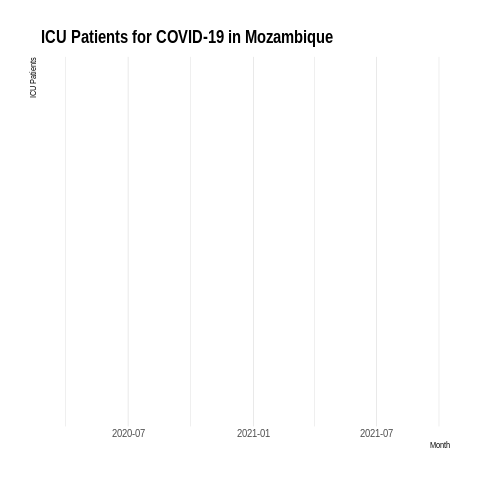 ICU Patients for COVID-19 in Mozambique
ICU Patients
2020-07
2021-01
2021-07
Month